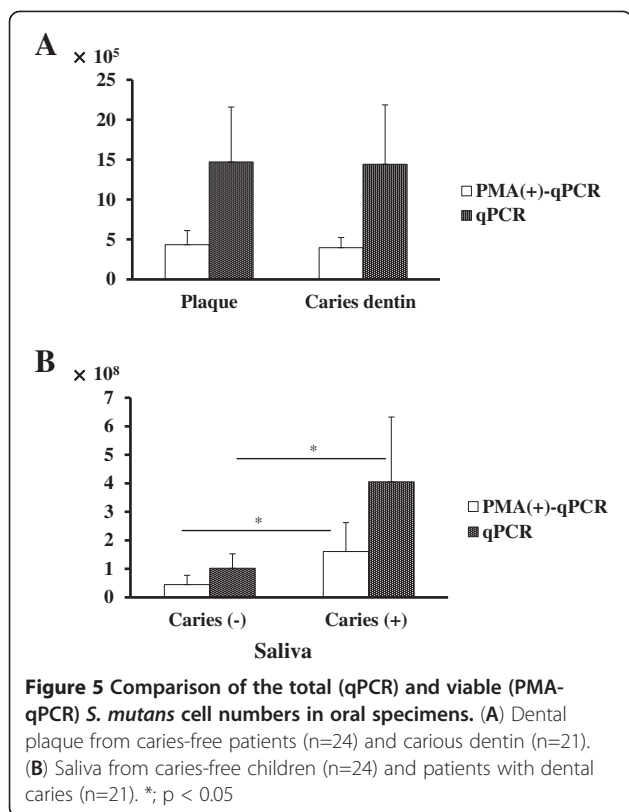 A
× 10⁵
25
20
15
10
5
0
Plaque Caries dentin
PMA(+)-qPCR
qPCR
B
× 10⁸
7
6
5
4
3
2
1
0
*
*
Caries (-) Caries (+)
Saliva
PMA(+)-qPCR
qPCR
Figure 5 Comparison of the total (qPCR) and viable (PMA-
qPCR) S. mutans cell numbers in oral specimens. (A) Dental
plaque from caries-free patients (n=24) and carious dentin (n=21).
(B) Saliva from caries-free children (n=24) and patients with dental
caries (n=21). *; p < 0.05